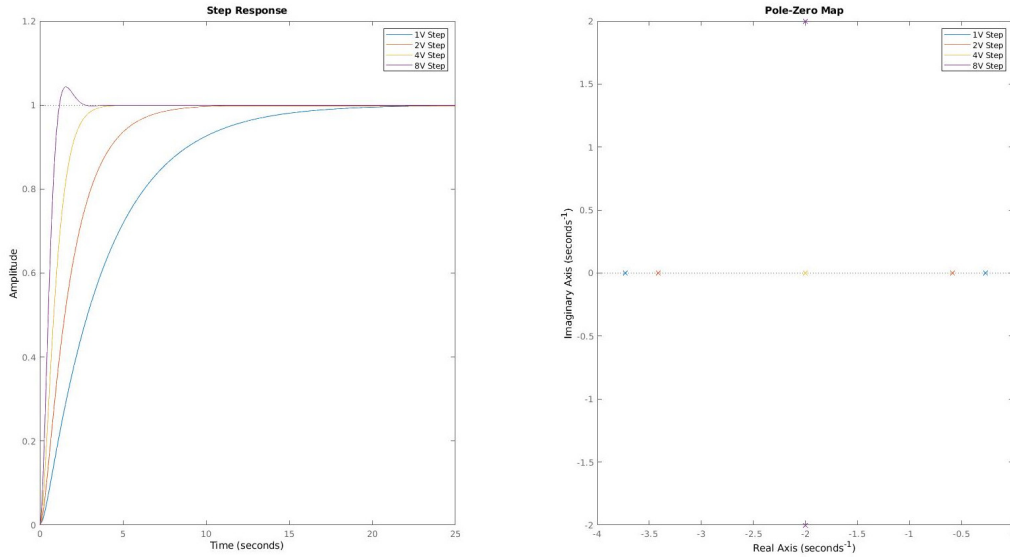 Step Response
1.2
1
0.8
0.6
0.4
0.2
0
0
5
10
15
20
25
Amplitude
Time (seconds)
1V Step
2V Step
4V Step
8V Step
Pole-Zero Map
2
1.5
1
0.5
0
-0.5
-1
-1.5
-2
-4
-3.5
-3
-2.5
-2
-1.5
-1
-0.5
0
Imaginary Axis (seconds⁻¹)
Real Axis (seconds⁻¹)
1V Step
2V Step
4V Step
8V Step